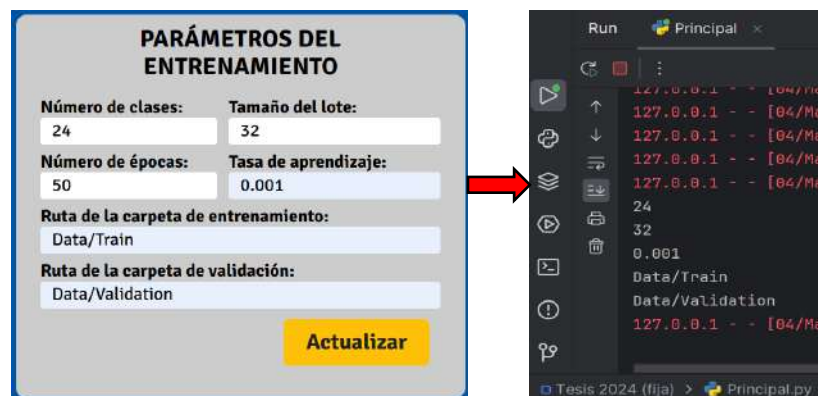 PARÁMETROS DEL
ENTRENAMIENTO
Número de clases: Tamaño del lote:
24 32
Número de épocas: Tasa de aprendizaje:
50 0.001
Ruta de la carpeta de entrenamiento:
Data/Train
Ruta de la carpeta de validación:
Data/Validation
Actualizar
Run Principal
127.0.0.1 - - [04/Ma
127.0.0.1 - - [04/Ma
127.0.0.1 - - [04/Ma
127.0.0.1 - - [04/Ma
127.0.0.1 - - [04/Ma
24
32
0.001
Data/Train
Data/Validation
127.0.0.1 - - [04/Ma
Tesis 2024 (fija) > Principal.py